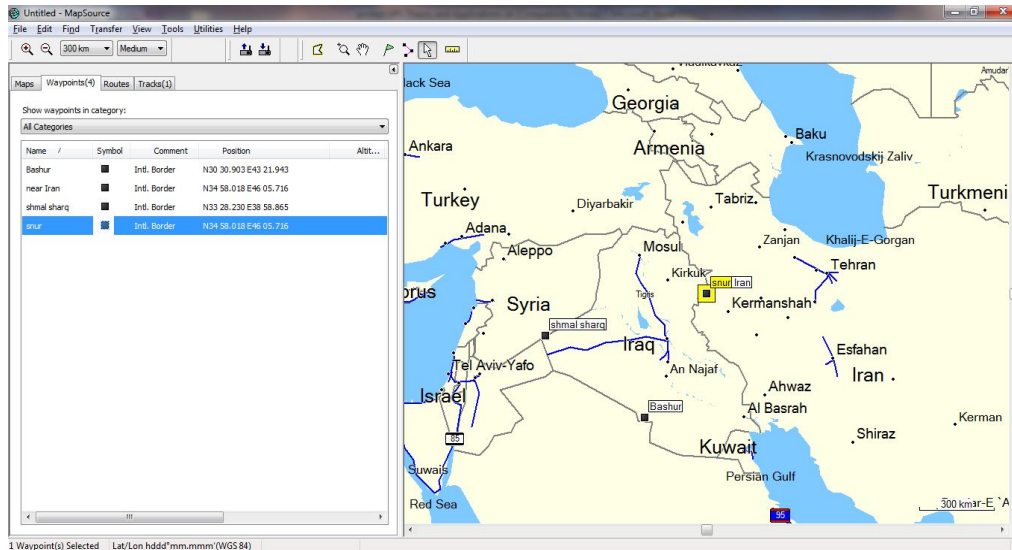 Untitled - MapSource
File Edit Find Transfer View Tools Utilities Help
300 km Medium
Maps Waypoints(4) Routes Tracks(1)
Show waypoints in category:
All Categories
Name / Symbol Comment Position Altit...
Bashur Intl. Border N30 30.903 E43 21.943
near Iran Intl. Border N34 58.018 E46 05.716
shmal sharq Intl. Border N33 28.230 E38 58.865
snur Intl. Border N34 58.018 E46 05.716
lack Sea
Amudar
Georgia
Baku
Ankara
Armenia
Krasnovodskij Zaliv
Turkey
Diyarbakir
Tabriz
Turkmeni
Adana
Zanjan
Khalij-E-Gorgan
Aleppo
Mosul
Tehran
Kirkuk
snur Iran
prus
Tigris
Syria
Kermanshah
shmal sharq
Iraq
Esfahan
Tel Aviv-Yafo
An Najaf
Iran
Israel
Ahwaz
Bashur
Al Basrah
Kerman
85
Shiraz
Kuwait
Suwais
Persian Gulf
Red Sea
300 km
r-E `A
95
1 Waypoint(s) Selected Lat/Lon hddd°mm.mmm'(WGS 84)